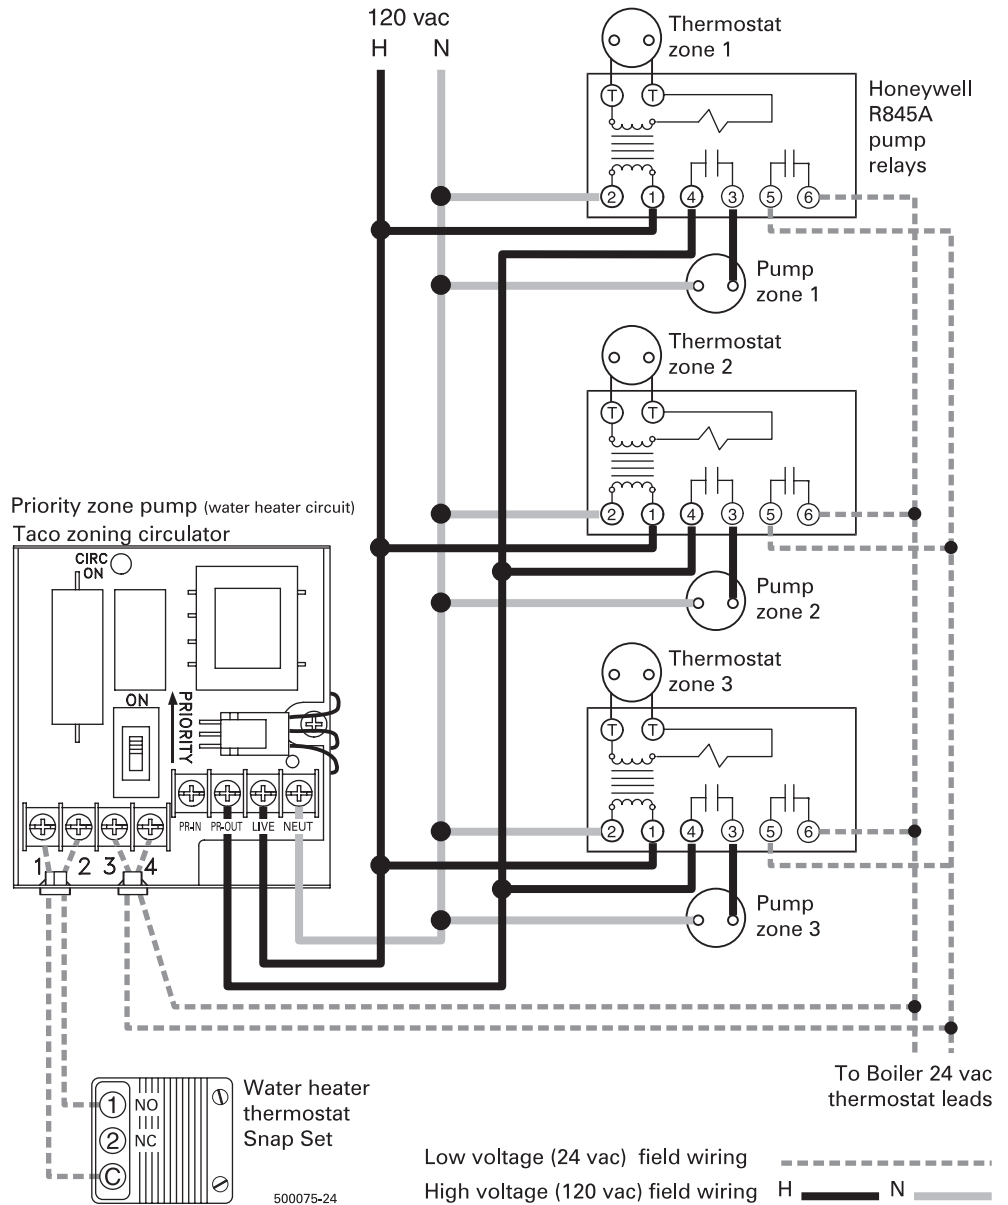 120 vac
H N
Thermostat
zone 1
T T
Honeywell
R845A
pump
relays
2 1 4 3 5 6
Pump
zone 1
Thermostat
zone 2
T T
2 1 4 3 5 6
Pump
zone 2
Priority zone pump (water heater circuit)
Taco zoning circulator
CIRC
ON
ON
PRIORITY
PR-IN PR-OUT LIVE NEUT
1 2 3 4
Thermostat
zone 3
T T
2 1 4 3 5 6
Pump
zone 3
To Boiler 24 vac
thermostat leads
1 NO
2 NC
C
Water heater
thermostat
Snap Set
500075-24
Low voltage (24 vac) field wiring
High voltage (120 vac) field wiring H N